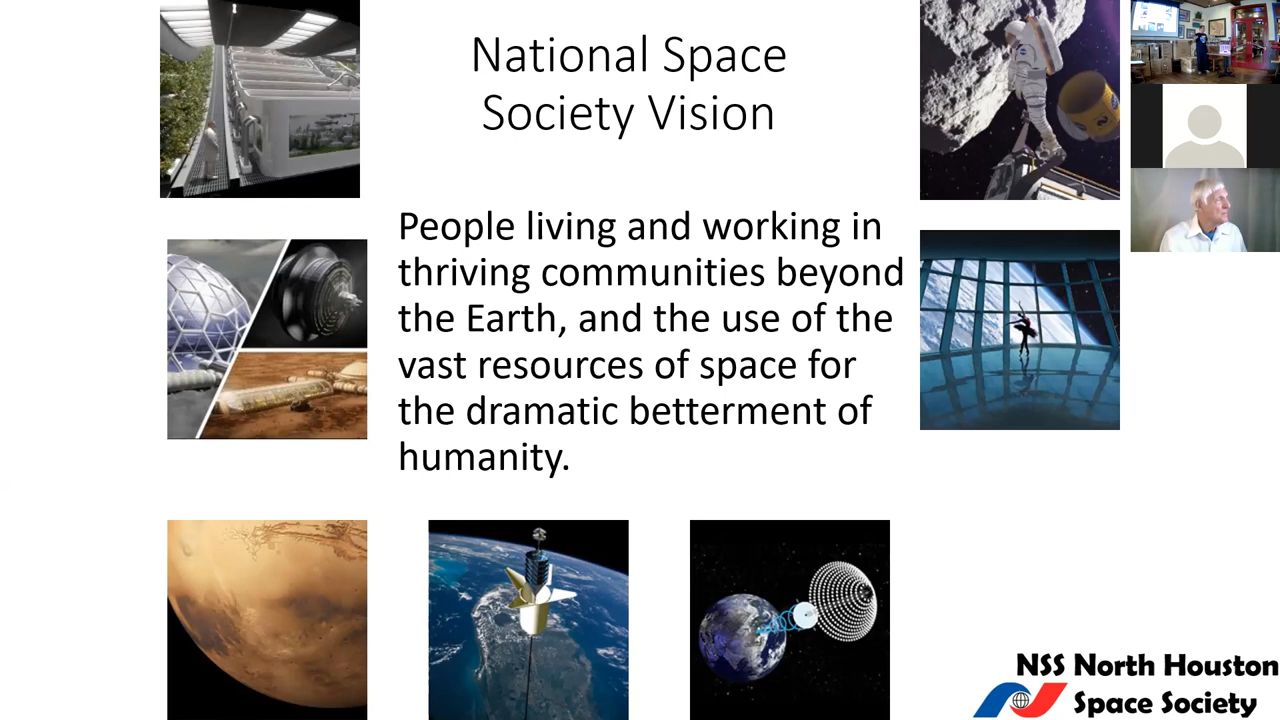 National Space
Society Vision
People living and working in
thriving communities beyond
the Earth, and the use of the
vast resources of space for
the dramatic betterment of
humanity.
NSS North Houston
Space Society